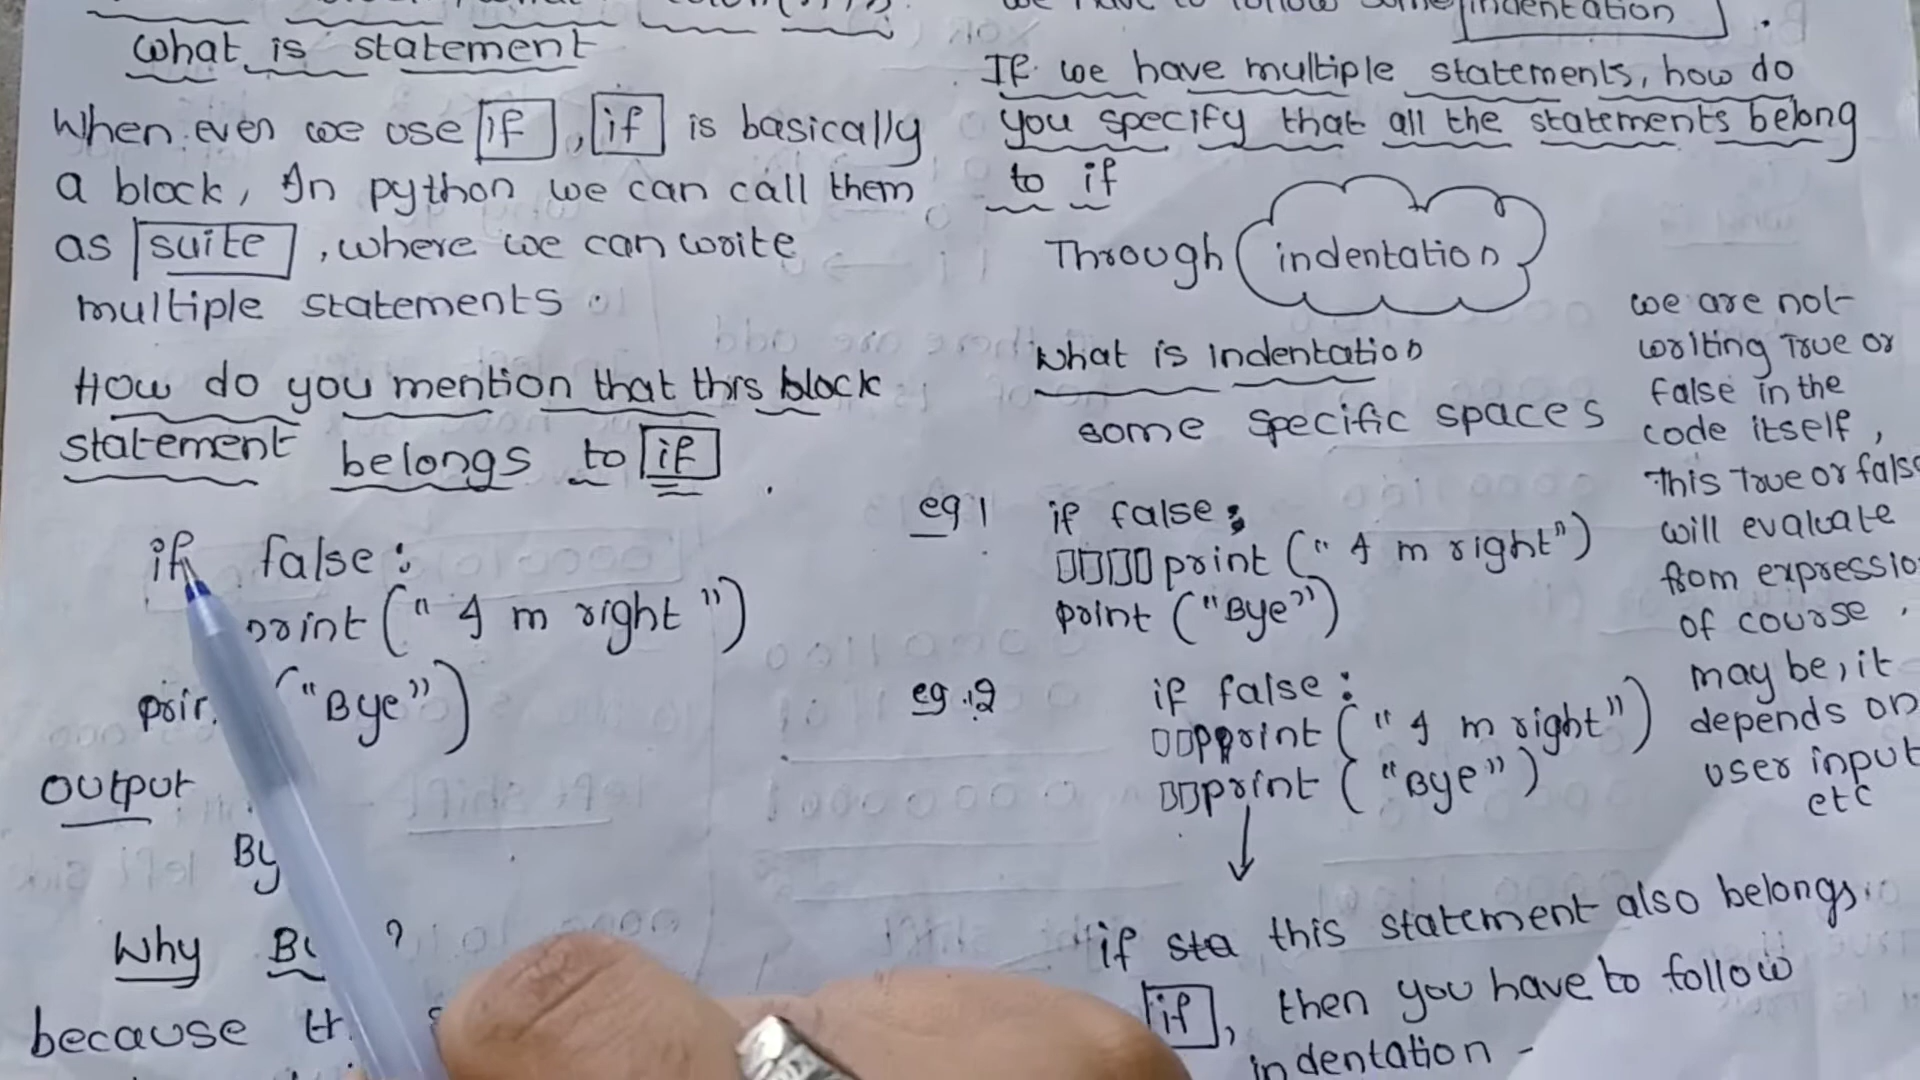 what is statement
When even we use if , if is basically
a block, In python we can call them
as suite , where we can write
multiple statements.
How do you mention that this block
statement belongs to if .
if false:
print (" I m right ")
("Bye")
output
Why ?
because
indentation .
If we have multiple statements, how do
you specify that all the statements belong
to if
Through indentation
what is indentation
some specific spaces
eg 1 if false:
print (" I m right")
print ("Bye")
eg .2 if false:
print (" I m right")
print ("Bye")
if sta this statement also belongs
if , then you have to follow
indentation -
we are not
writing True or
false in the
code itself,
This True or
will evaluate
from
of course ,
may be, it
depends on
user input
etc